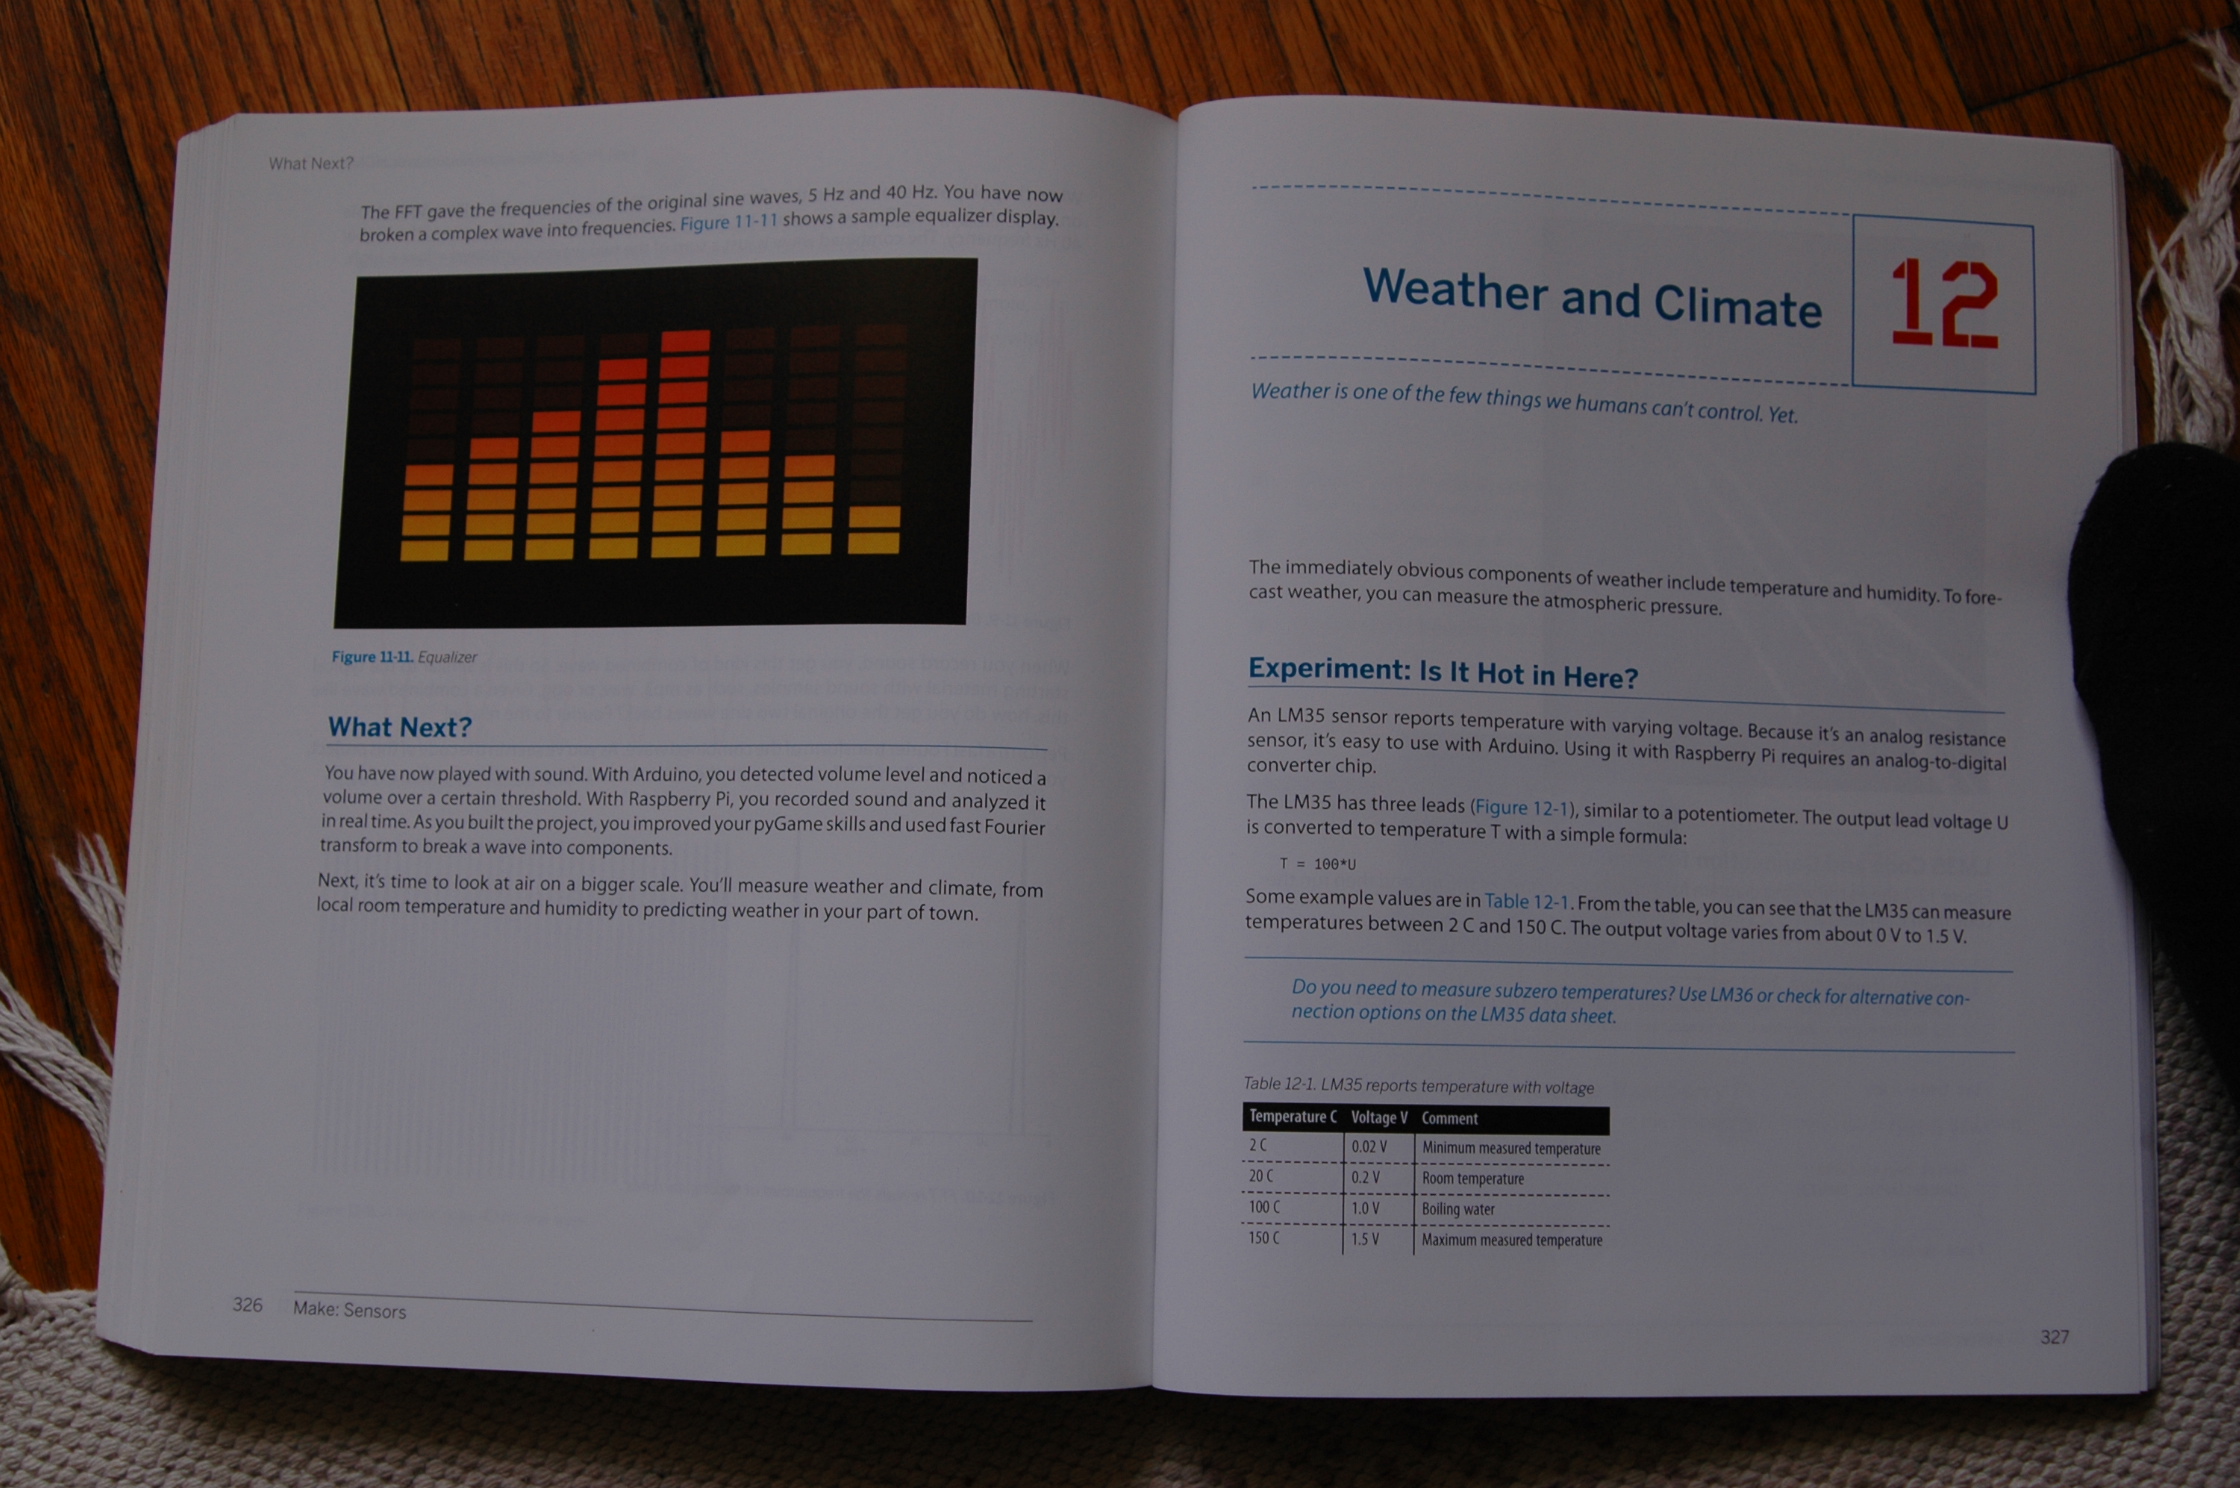 What Next?
The FFT gave the frequencies of the original sine waves, 5 Hz and 40 Hz. You have now
broken a complex wave into frequencies. Figure 11-11 shows a sample equalizer display.
Figure 11-11. Equalizer
What Next?
You have now played with sound. With Arduino, you detected volume level and noticed a
volume over a certain threshold. With Raspberry Pi, you recorded sound and analyzed it
in real time. As you built the project, you improved your pyGame skills and used fast Fourier
transform to break a wave into components.
Next, it's time to look at air on a bigger scale. You'll measure weather and climate, from
local room temperature and humidity to predicting weather in your part of town.
326 Make: Sensors
Weather and Climate 12
Weather is one of the few things we humans can't control. Yet.
The immediately obvious components of weather include temperature and humidity. To fore-
cast weather, you can measure the atmospheric pressure.
Experiment: Is It Hot in Here?
An LM35 sensor reports temperature with varying voltage. Because it's an analog resistance
sensor, it's easy to use with Arduino. Using it with Raspberry Pi requires an analog-to-digital
converter chip.
The LM35 has three leads (Figure 12-1), similar to a potentiometer. The output lead voltage U
is converted to temperature T with a simple formula:
T = 100*U
Some example values are in Table 12-1. From the table, you can see that the LM35 can measure
temperatures between 2 C and 150 C. The output voltage varies from about 0 V to 1.5 V.
Do you need to measure subzero temperatures? Use LM36 or check for alternative con-
nection options on the LM35 data sheet.
Table 12-1. LM35 reports temperature with voltage
Temperature C Voltage V Comment
2 C 0.02 V Minimum measured temperature
20 C 0.2 V Room temperature
100 C 1.0 V Boiling water
150 C 1.5 V Maximum measured temperature
327